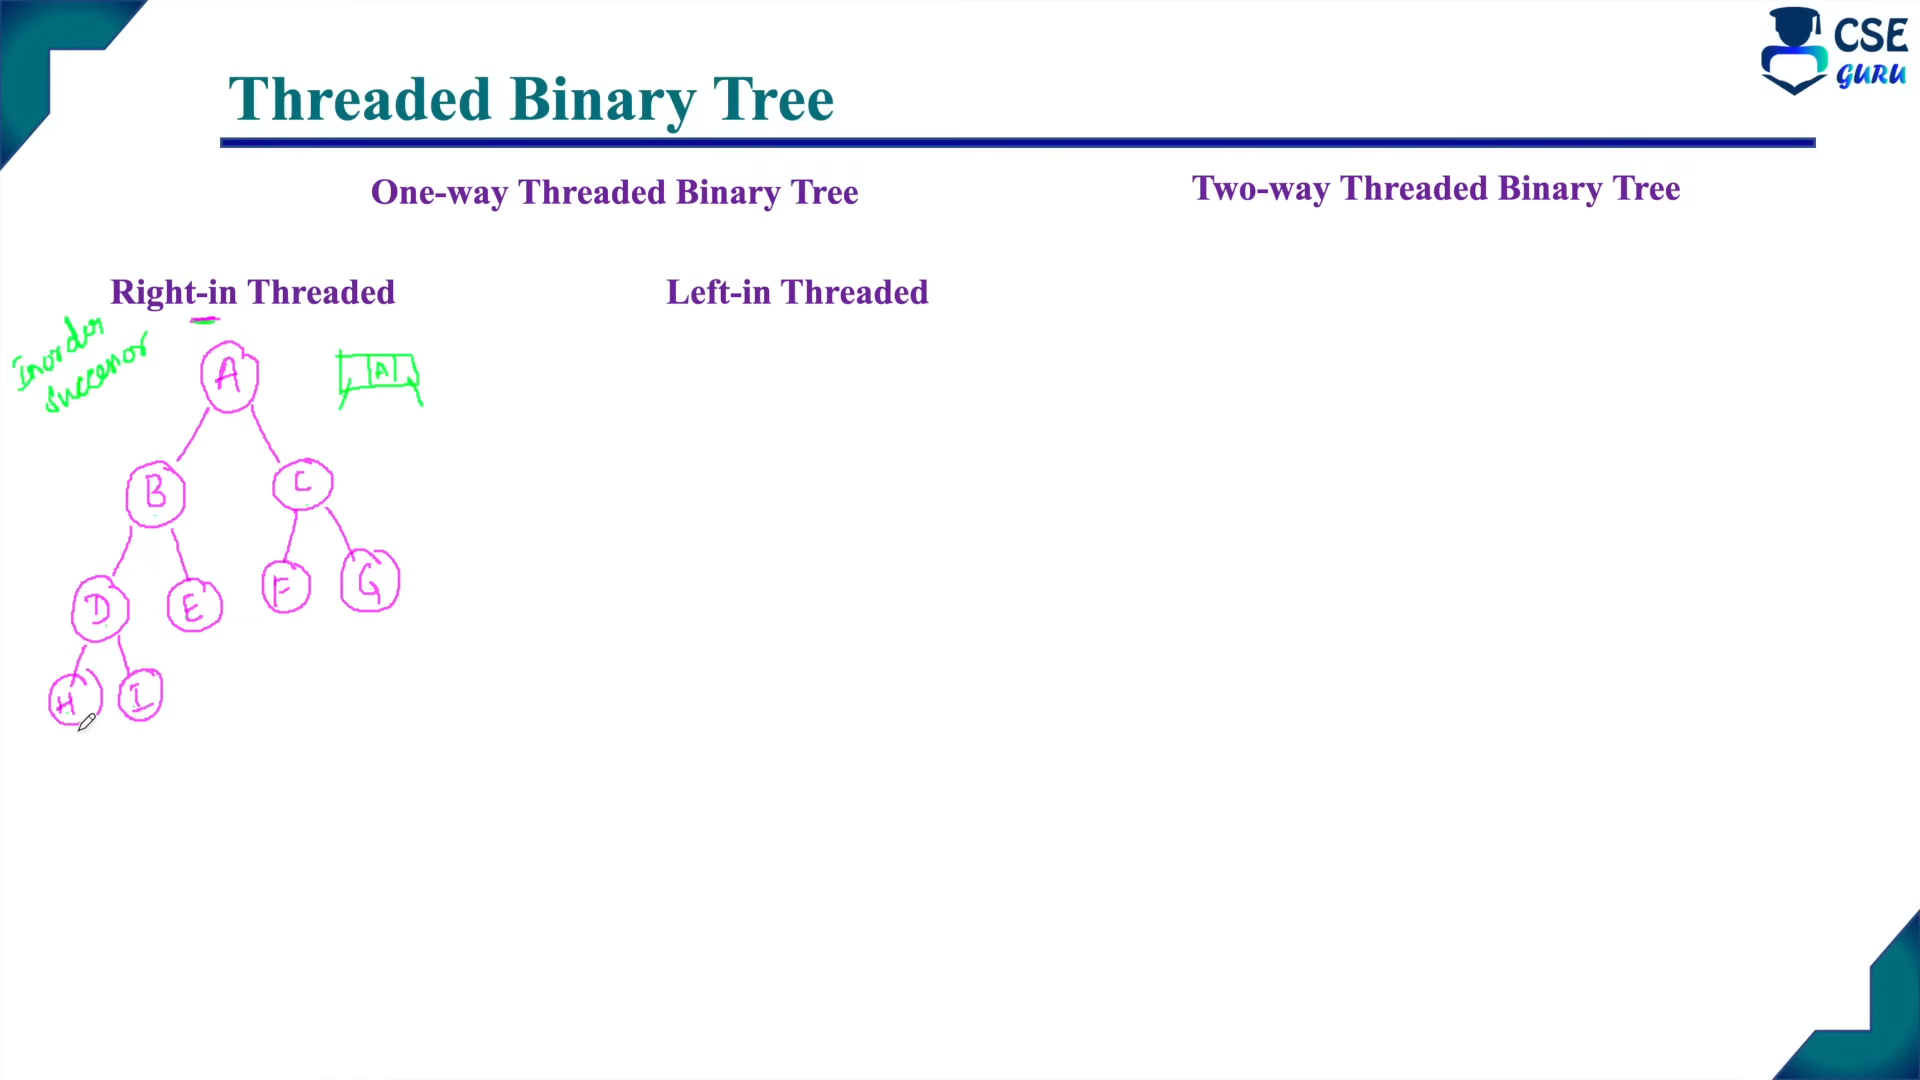 CSE
GURU
Threaded Binary Tree
One-way Threaded Binary Tree
Two-way Threaded Binary Tree
Right-in Threaded
Left-in Threaded
Inorder
successor
A
A
B
C
D
E
F
G
H
I